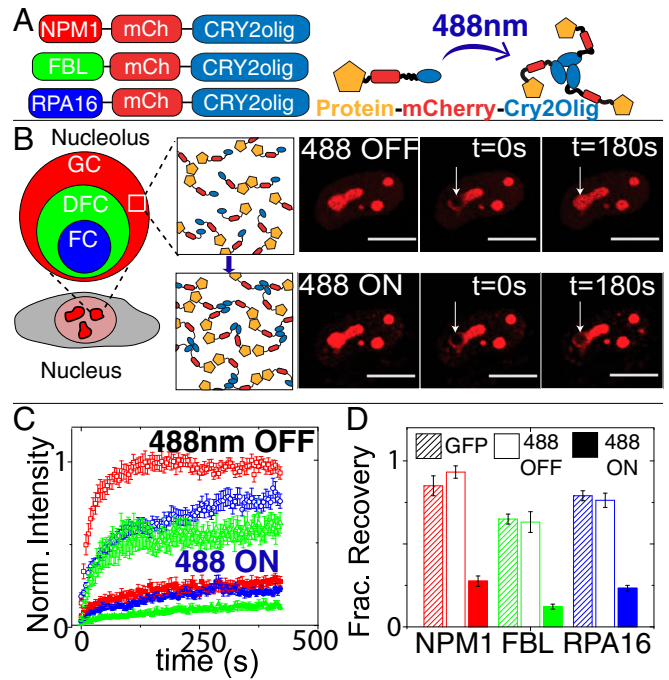 A
NPM1 mCh CRY2olig
FBL mCh CRY2olig
RPA16 mCh CRY2olig
488nm
Protein-mCherry-Cry2Olig
B
Nucleolus
GC
DFC
FC
Nucleus
488 OFF t=0s t=180s
488 ON t=0s t=180s
C
488nm OFF
488 ON
Norm. Intensity
1
0
0 250 500
time (s)
D
GFP 488 OFF 488 ON
Frac. Recovery
1
0
NPM1 FBL RPA16